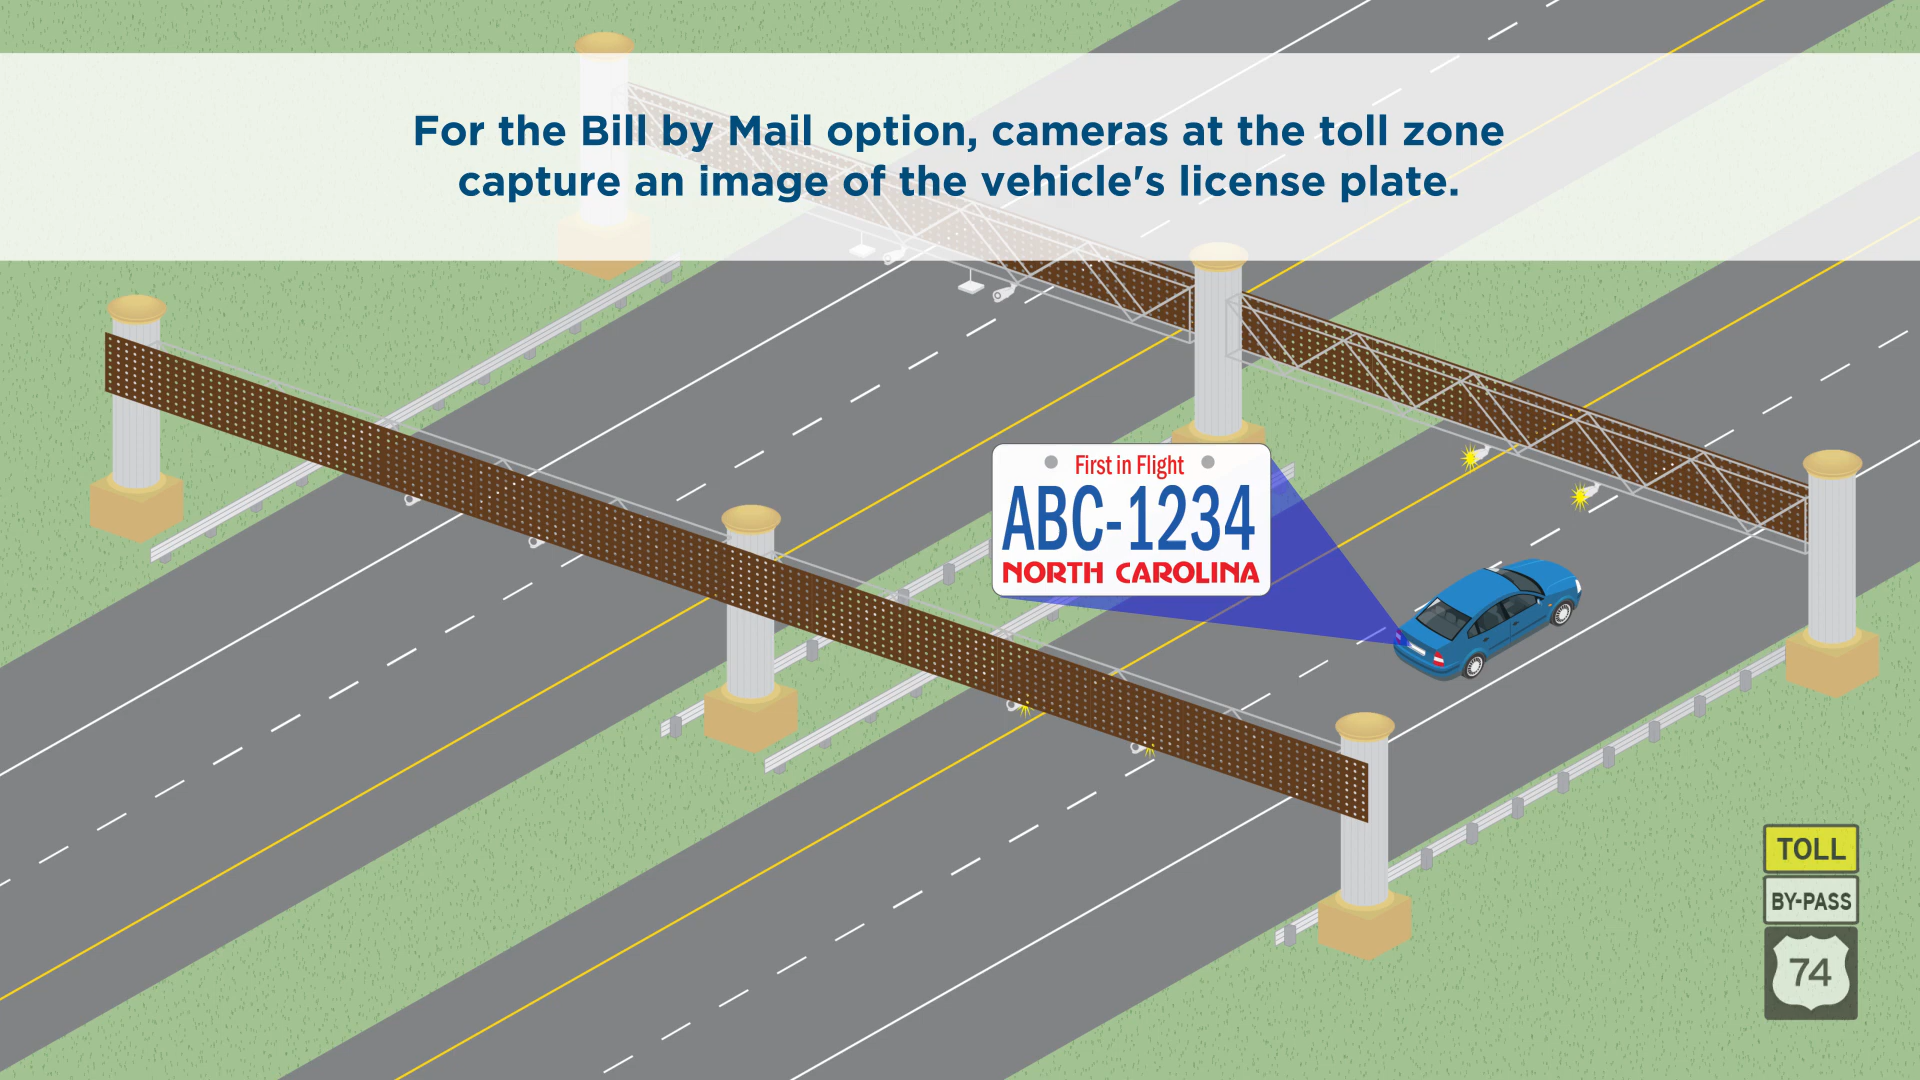 For the Bill by Mail option, cameras at the toll zone
capture an image of the vehicle's license plate.
First in Flight
ABC-1234
NORTH CAROLINA
TOLL
BY-PASS
74